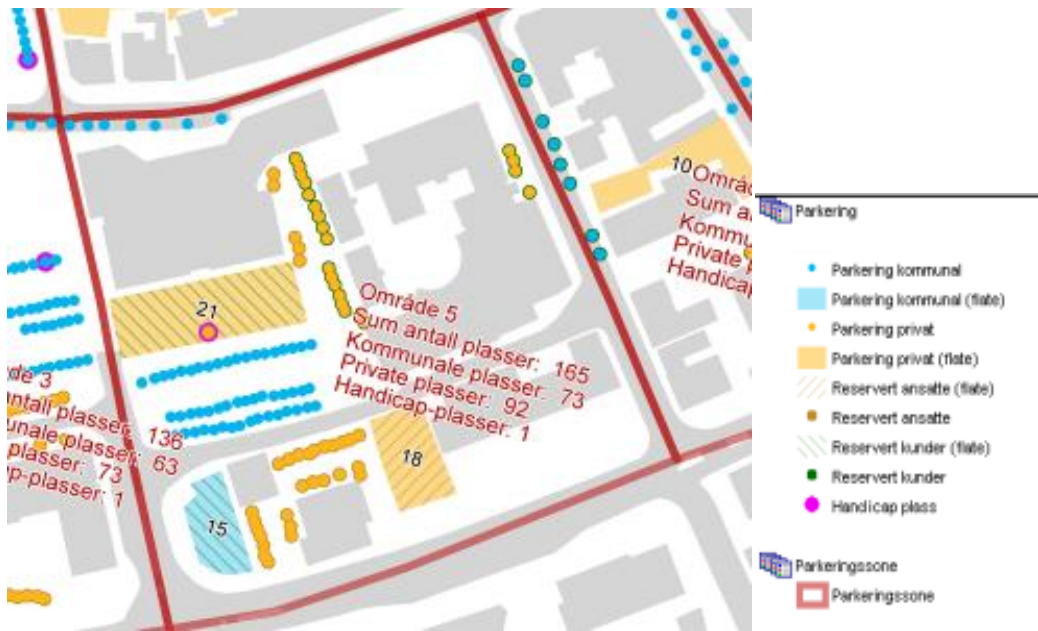 10
Områd
Sum a
Kommu
Private p
Handicap
21
Område 5
Sum antall plasser: 165
Kommunale plasser: 73
Private plasser: 92
Handicap-plasser: 1
de 3
antall plasser: 136
unale plasser: 63
plasser: 73
ap-plasser: 1
18
15
Parkering
Parkering kommunal
Parkering kommunal (flate)
Parkering privat
Parkering privat (flate)
Reservert ansatte (flate)
Reservert ansatte
Reservert kunder (flate)
Reservert kunder
Handicap plass
Parkeringssone
Parkeringssone